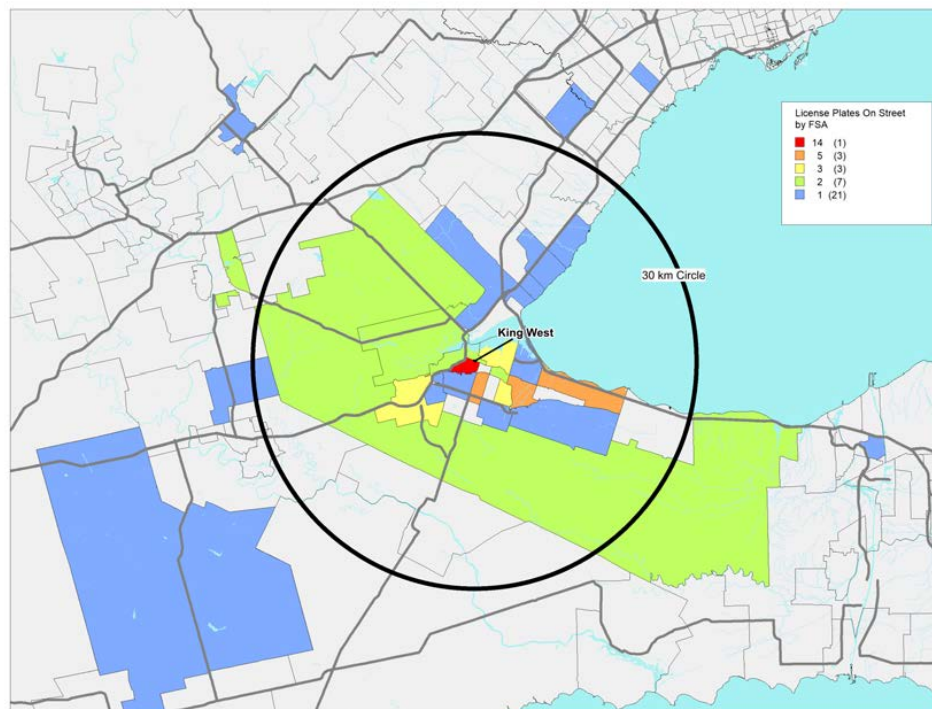 License Plates On Street
by FSA
14 (1)
5 (3)
3 (3)
2 (7)
1 (21)
30 km Circle
King West